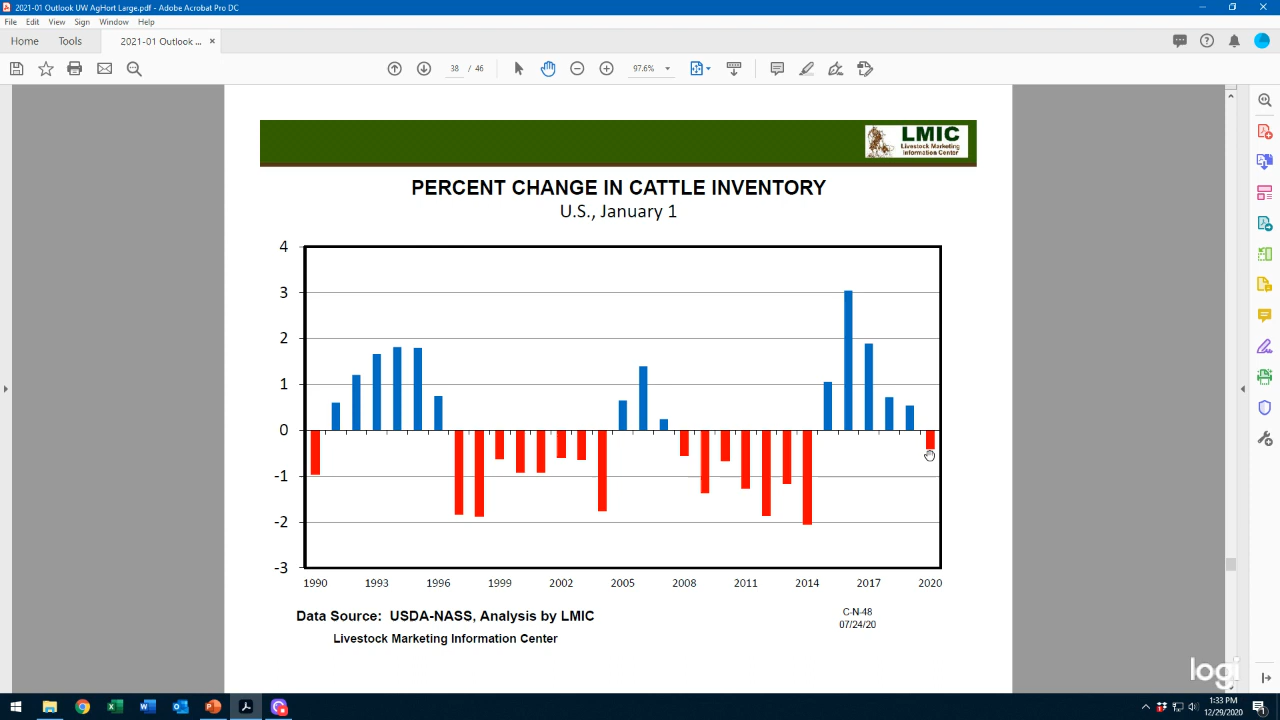 2021-01 Outlook UW AgHort Large.pdf - Adobe Acrobat Pro DC
File Edit View Sign Window Help
Home Tools 2021-01 Outlook ... ×
38 / 46 97.6%
LMIC
Livestock Marketing
Information Center
PERCENT CHANGE IN CATTLE INVENTORY
U.S., January 1
4
3
2
1
0
-1
-2
-3
1990 1993 1996 1999 2002 2005 2008 2011 2014 2017 2020
Data Source: USDA-NASS, Analysis by LMIC
Livestock Marketing Information Center
C-N-48
07/24/20
logi
1:33 PM
12/29/2020
1